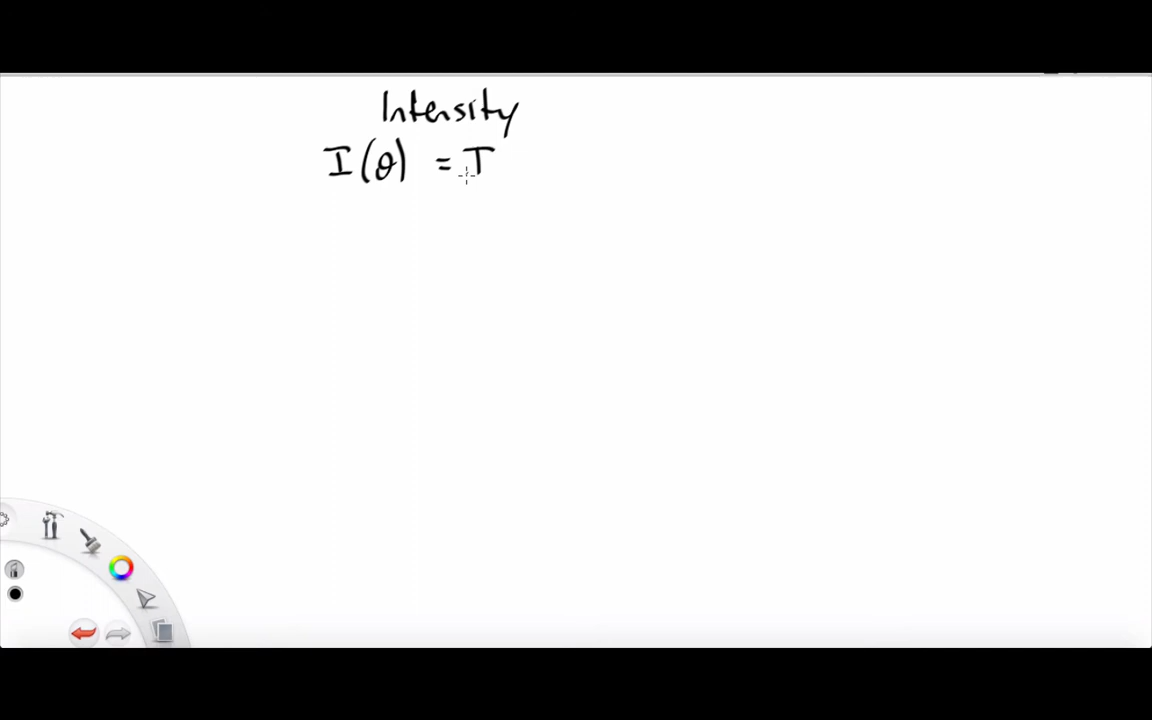 Intensity
I(θ) = T